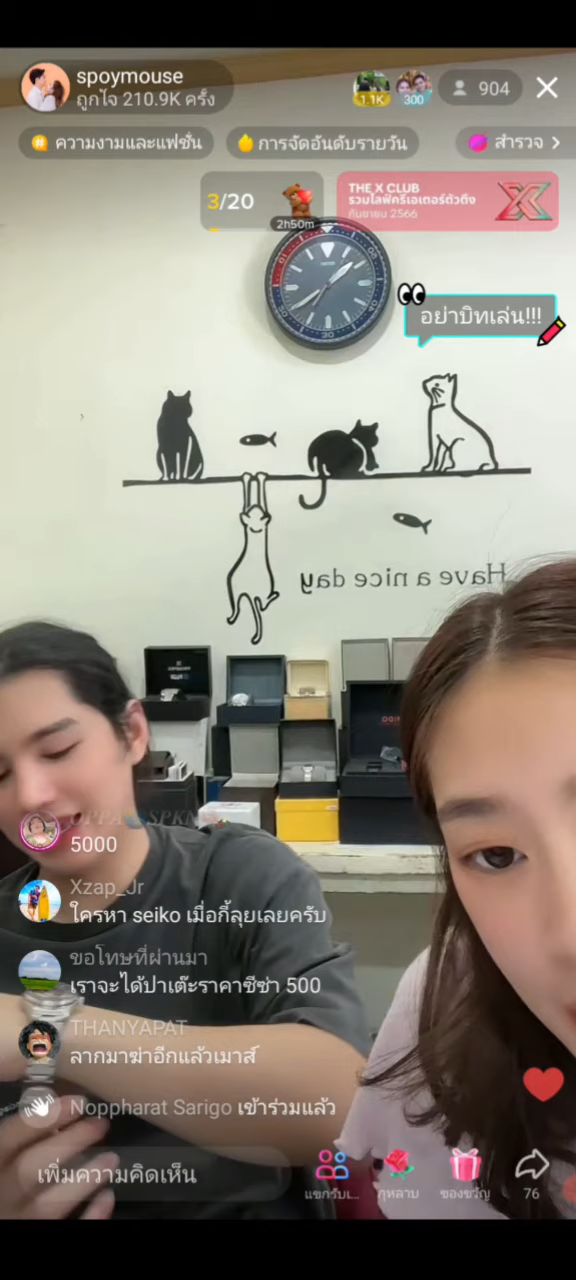 spoymouse
ถูกใจ 210.9K ครั้ง
1.1K
300
904
ความงามและแฟชั่น
การจัดอันดับรายวัน
สำรวจ
3/20
2h50m
THE X CLUB
รวมไลฟ์ครีเอเตอร์ตัวตึง
กันยายน 2566
อย่าบิทเล่น!!!
Have a nice day
5000
Xzap_Jr
ใครหา seiko เมื่อกี้ลุยเลยครับ
ขอโทษที่ผ่านมา
เราจะได้ปาเต๊ะราคาซีซ่า 500
THANYAPAT
ลากมาฆ่าอีกแล้วเมาส์
Noppharat Sarigo เข้าร่วมแล้ว
เพิ่มความคิดเห็น
แขกรับเ...
กุหลาบ
ของขวัญ
76